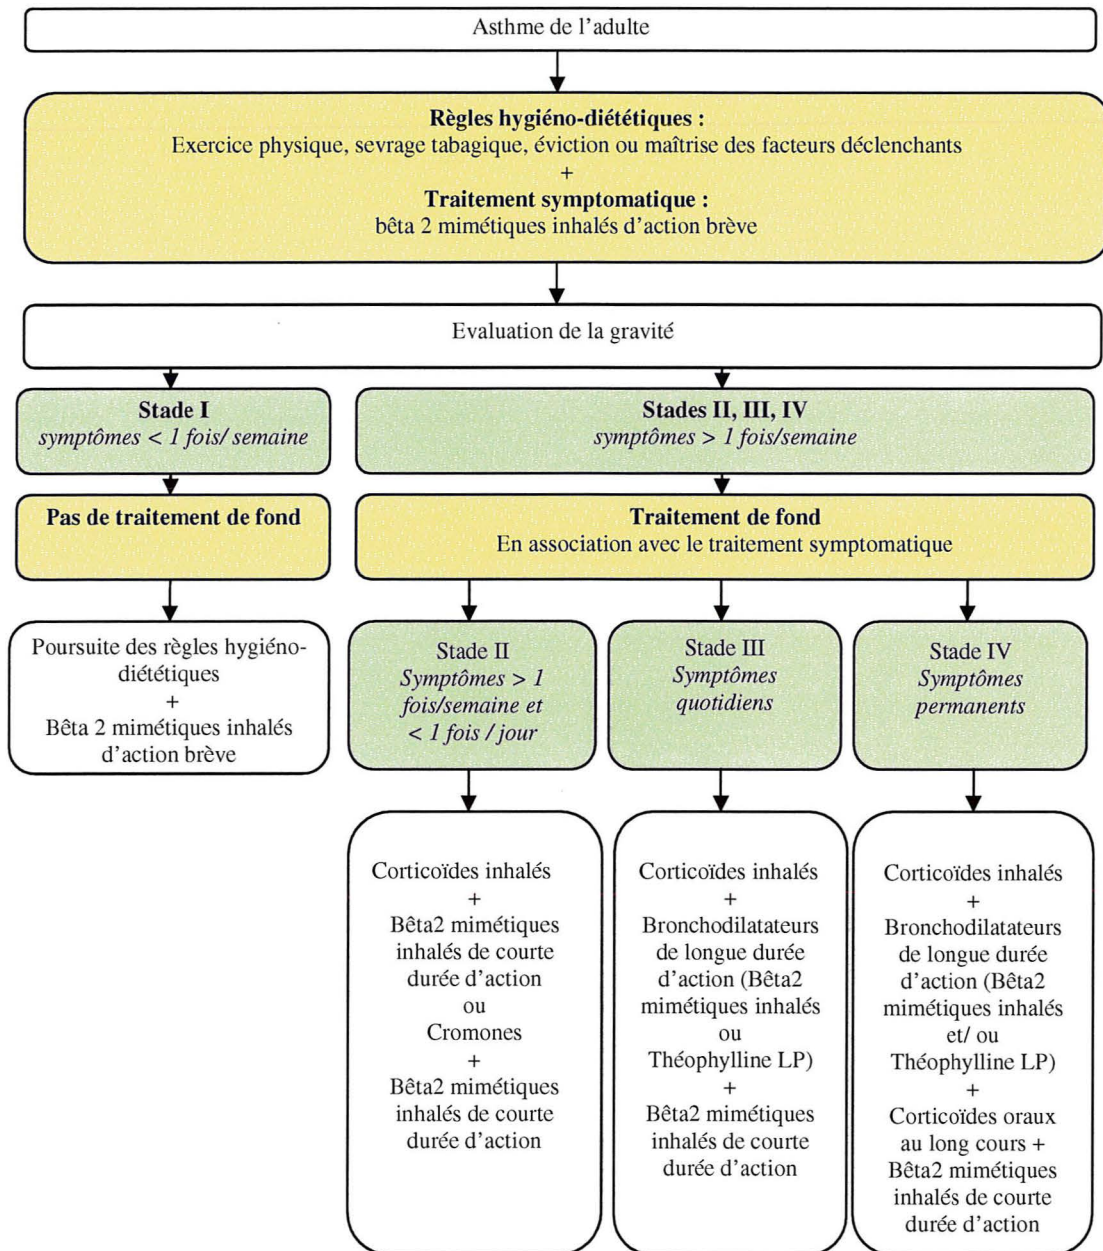 Asthme de l'adulte
Règles hygiéno-diététiques :
Exercice physique, sevrage tabagique, éviction ou maîtrise des facteurs déclenchants
+
Traitement symptomatique :
bêta 2 mimétiques inhalés d'action brève
Evaluation de la gravité
Stade I
symptômes < 1 fois/ semaine
Stades II, III, IV
symptômes > 1 fois/semaine
Pas de traitement de fond
Traitement de fond
En association avec le traitement symptomatique
Poursuite des règles hygiéno-
diététiques
+
Bêta 2 mimétiques inhalés
d'action brève
Stade II
Symptômes > 1
fois/semaine et
< 1 fois / jour
Stade III
Symptômes
quotidiens
Stade IV
Symptômes
permanents
Corticoïdes inhalés
+
Bêta2 mimétiques
inhalés de courte
durée d'action
ou
Cromones
+
Bêta2 mimétiques
inhalés de courte
durée d'action
Corticoïdes inhalés
+
Bronchodilatateurs
de longue durée
d'action (Bêta2
mimétiques inhalés
ou
Théophylline LP)
+
Bêta2 mimétiques
inhalés de courte
durée d'action
Corticoïdes inhalés
+
Bronchodilatateurs
de longue durée
d'action (Bêta2
mimétiques inhalés
et/ ou
Théophylline LP)
+
Corticoïdes oraux
au long cours +
Bêta2 mimétiques
inhalés de courte
durée d'action